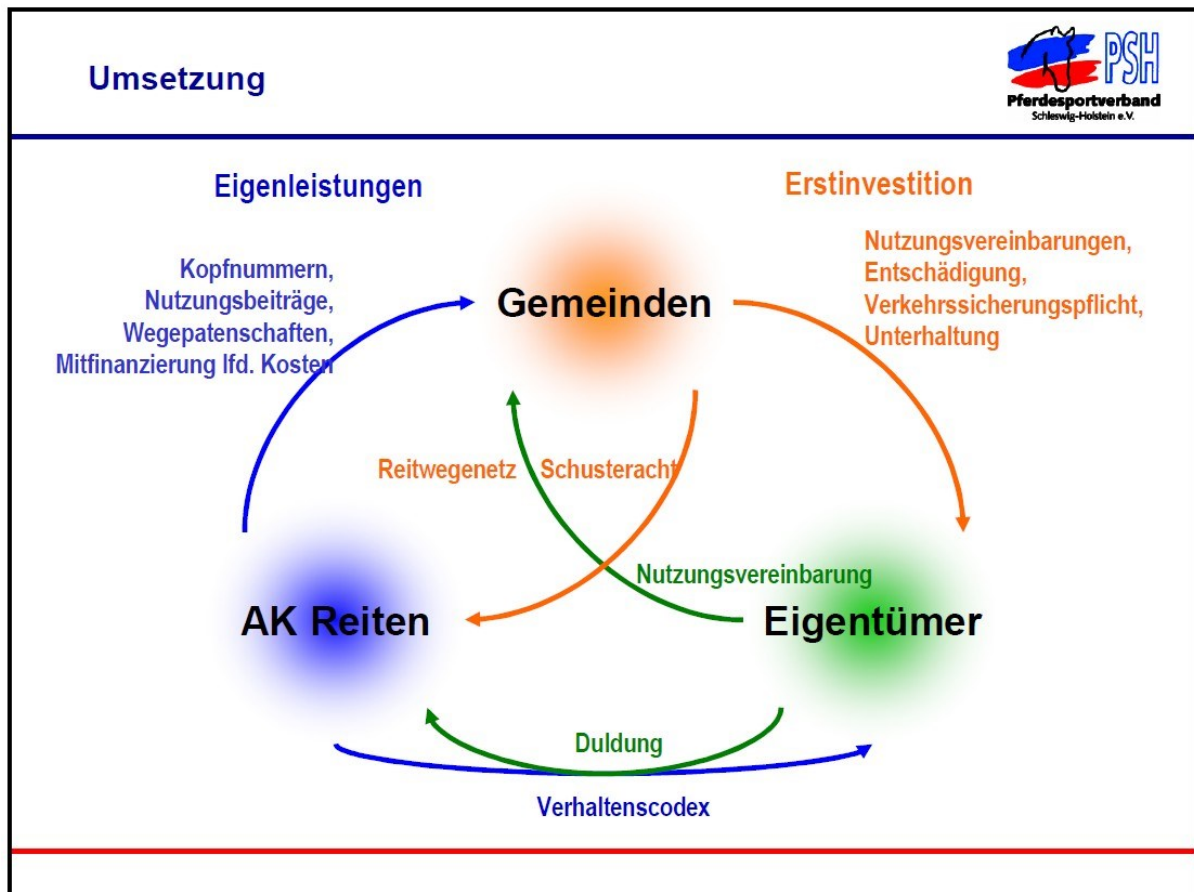 Umsetzung
PSH
Pferdesportverband
Schleswig-Holstein e.V.
Eigenleistungen
Erstinvestition
Kopfnummern,
Nutzungsbeiträge,
Wegepatenschaften,
Mitfinanzierung lfd. Kosten
Nutzungsvereinbarungen,
Entschädigung,
Verkehrssicherungspflicht,
Unterhaltung
Gemeinden
Reitwegenetz Schusteracht
Nutzungsvereinbarung
AK Reiten
Eigentümer
Duldung
Verhaltenscodex